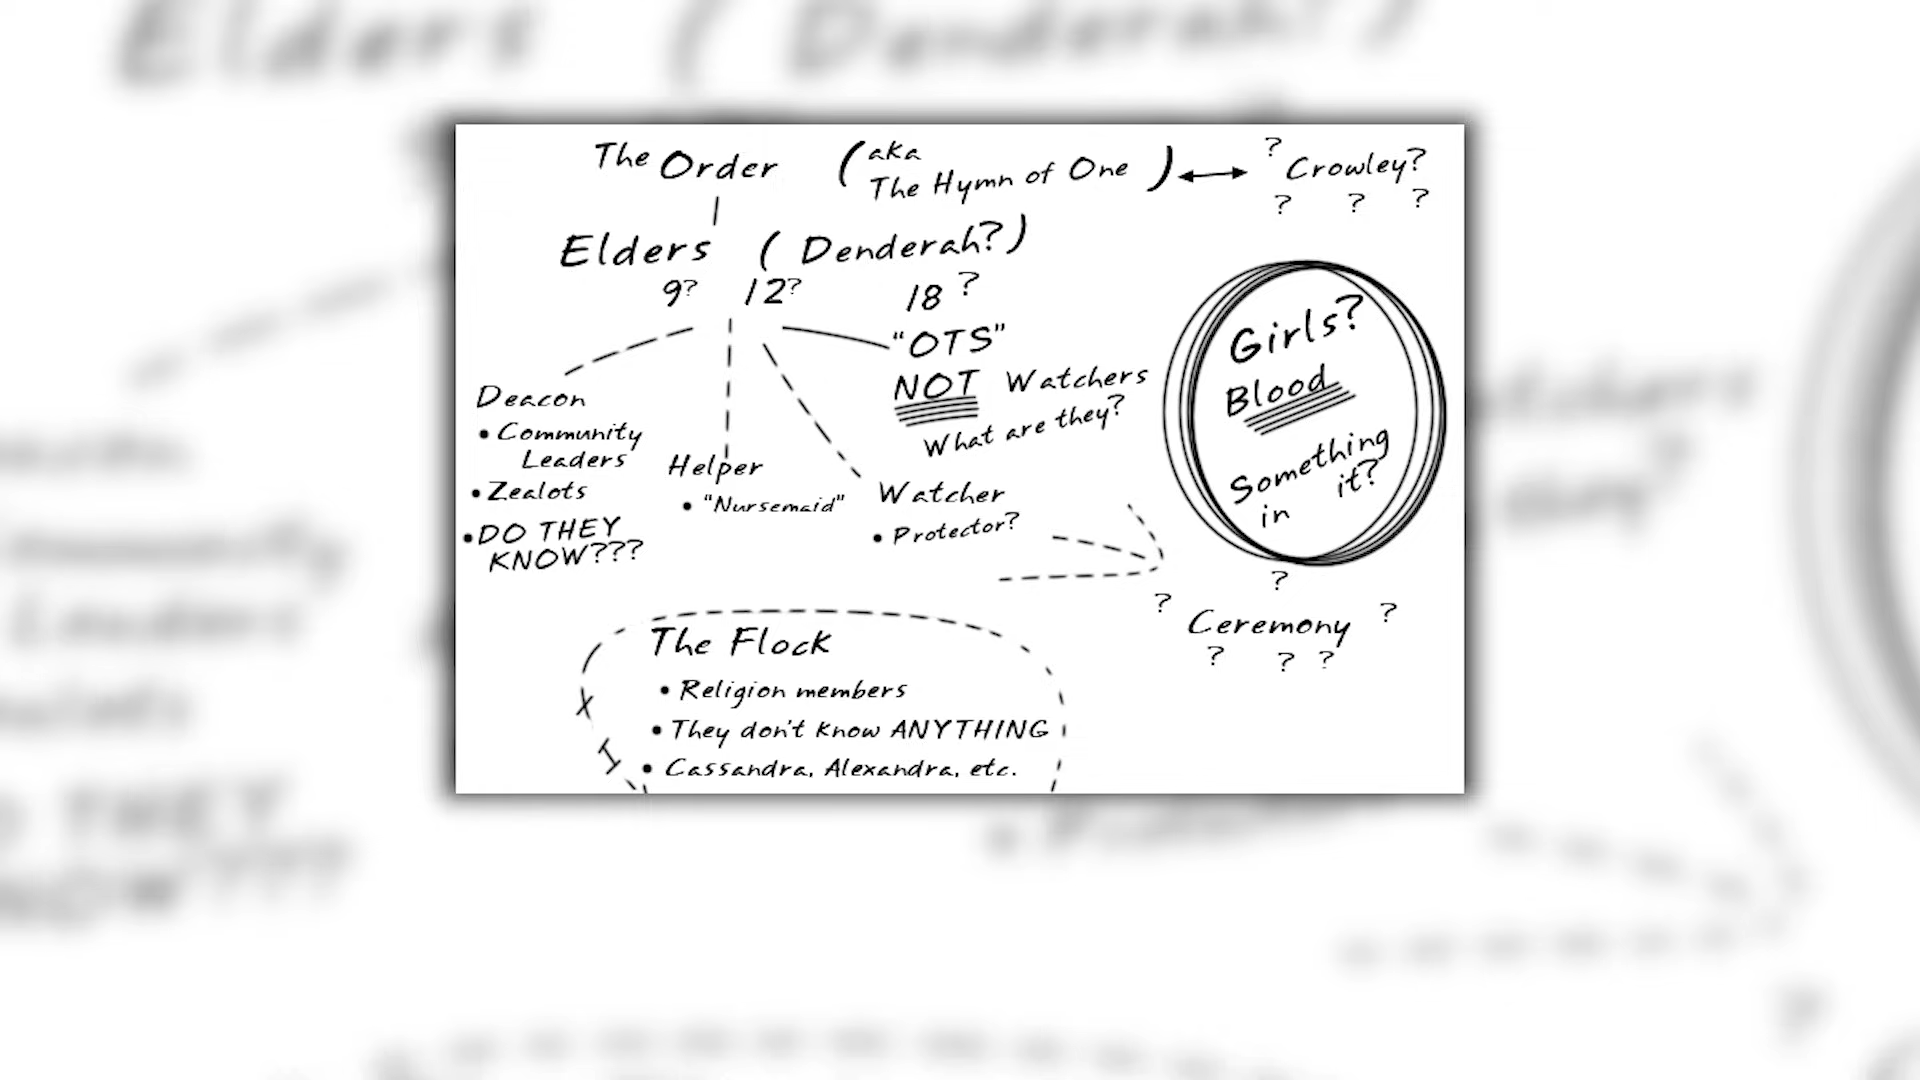 The Order (aka The Hymn of One) ? Crowley?
? ? ?
Elders (Denderah?)
9? 12? 18?
"OTS"
NOT Watchers
What are they?
Deacon
• Community
Leaders
• Zealots
• DO THEY
KNOW???
Helper
• "Nursemaid"
Watcher
• Protector?
Girls?
Blood
Something
in it?
?
? Ceremony ?
? ? ?
The Flock
• Religion members
• They don't know ANYTHING
• Cassandra, Alexandra, etc.